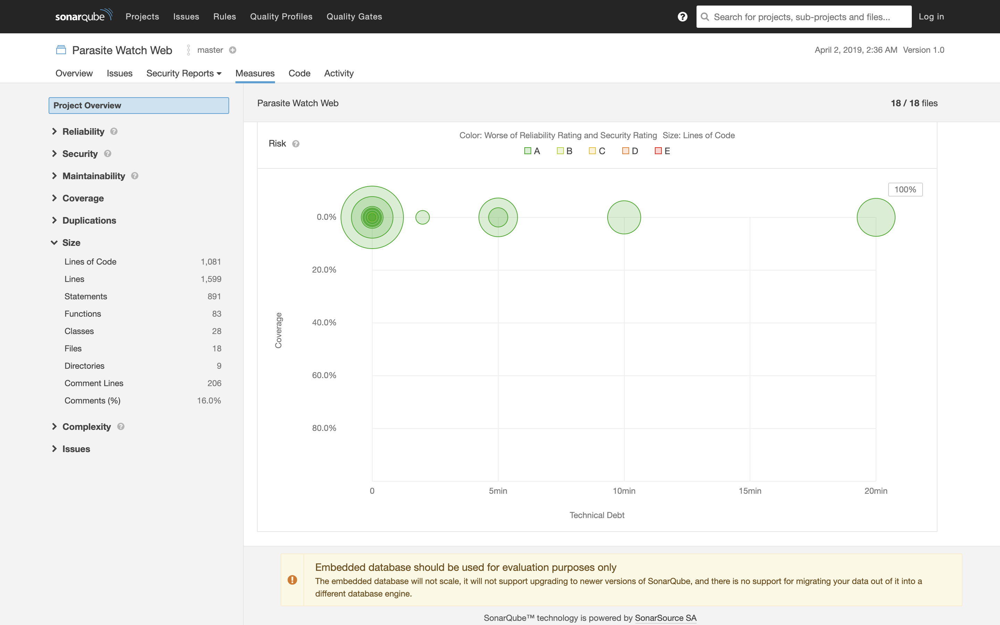 sonarqube Projects Issues Rules Quality Profiles Quality Gates ? Search for projects, sub-projects and files... Log in
Parasite Watch Web master April 2, 2019, 2:36 AM Version 1.0
Overview Issues Security Reports Measures Code Activity
Project Overview
Reliability ?
Security ?
Maintainability ?
Coverage
Duplications
Size
Lines of Code 1,081
Lines 1,599
Statements 891
Functions 83
Classes 28
Files 18
Directories 9
Comment Lines 206
Comments (%) 16.0%
Complexity ?
Issues
Parasite Watch Web 18 / 18 files
Risk ?
Color: Worse of Reliability Rating and Security Rating Size: Lines of Code
A B C D E
100%
0.0%
20.0%
40.0%
60.0%
80.0%
Coverage
0 5min 10min 15min 20min
Technical Debt
Embedded database should be used for evaluation purposes only
The embedded database will not scale, it will not support upgrading to newer versions of SonarQube, and there is no support for migrating your data out of it into a
different database engine.
SonarQube™ technology is powered by SonarSource SA